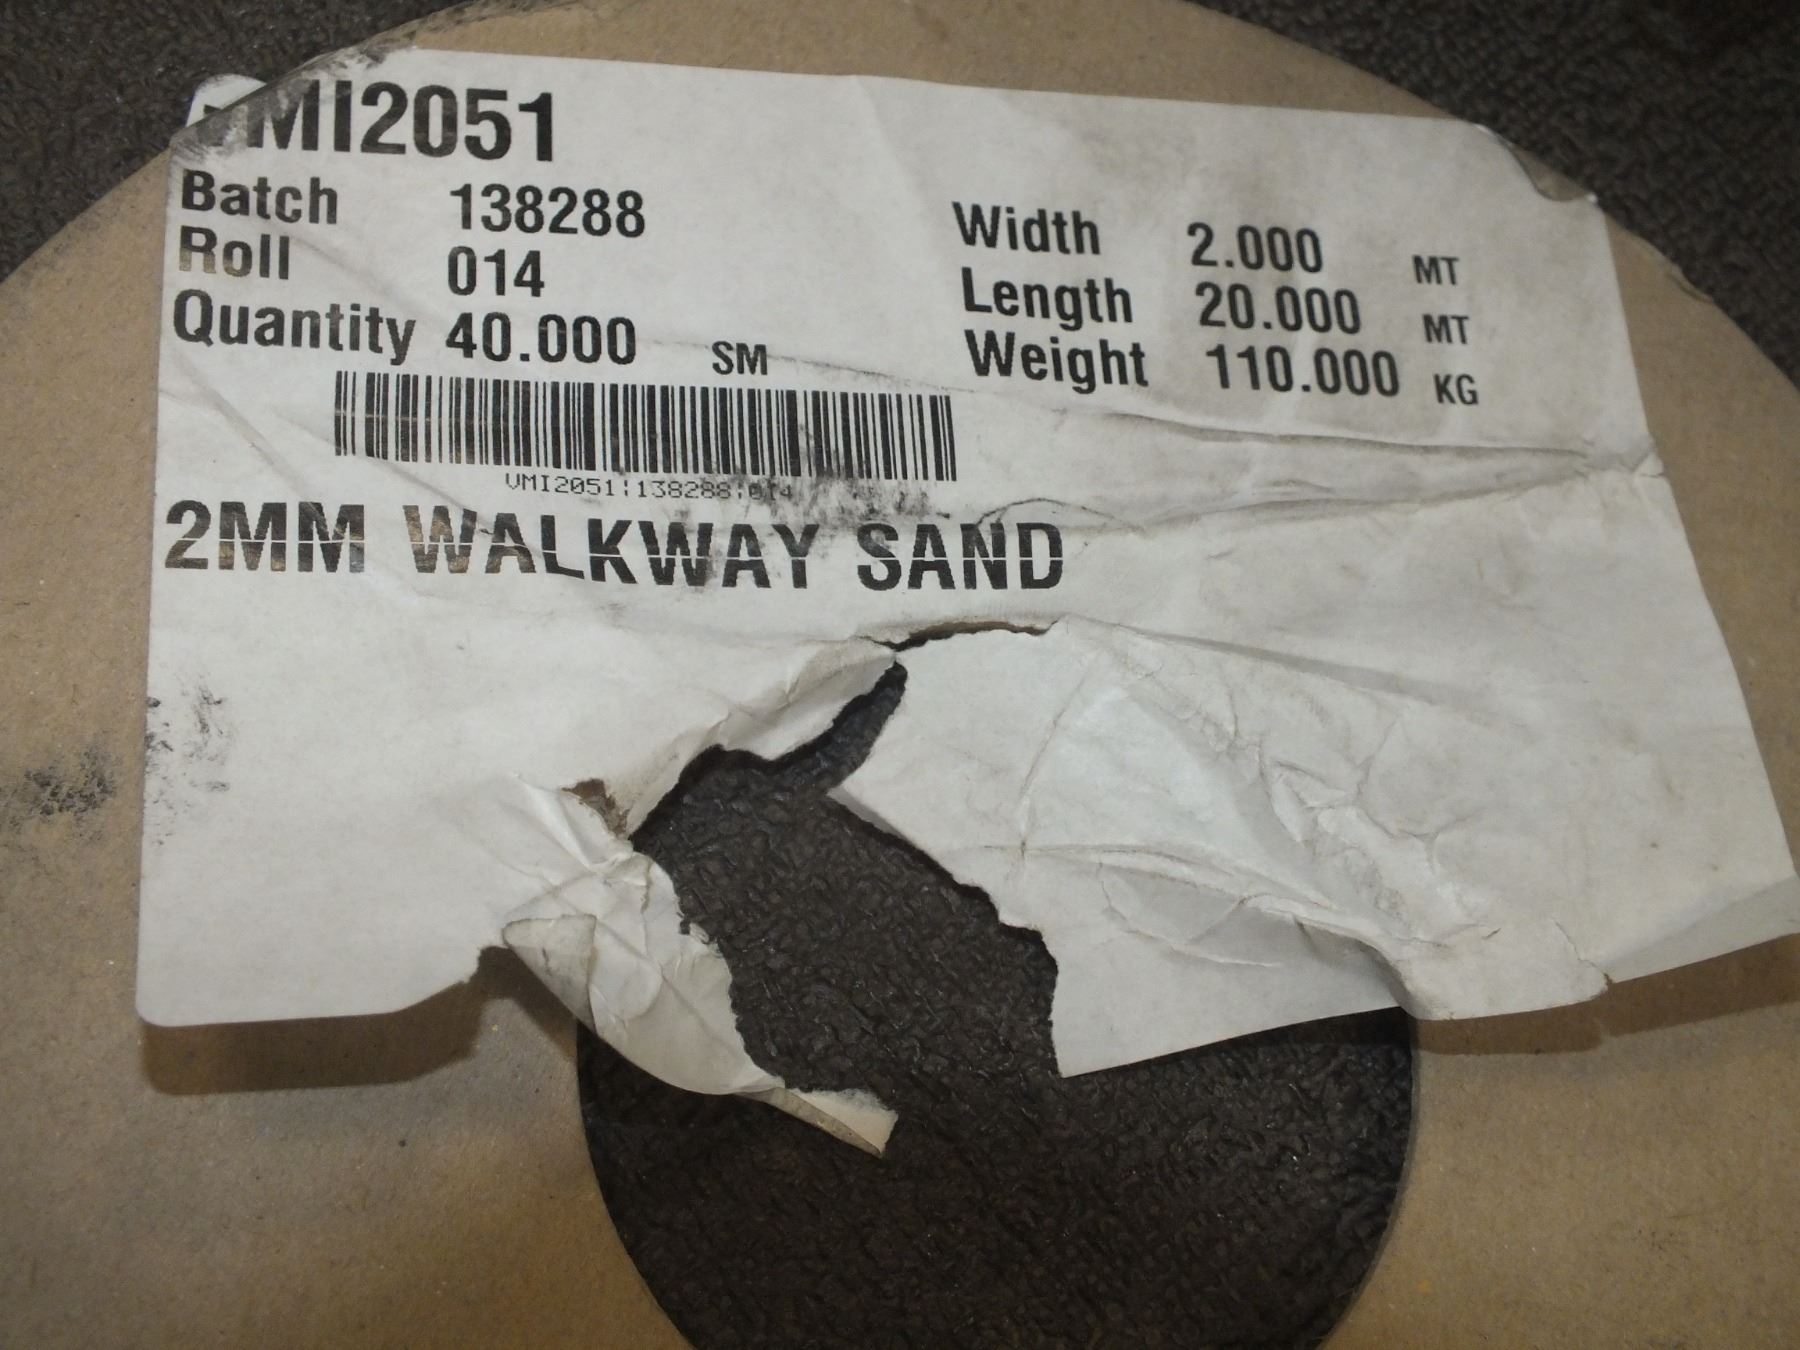 VMI2051
Batch 138288
Roll 014
Quantity 40.000 SM
Width 2.000 MT
Length 20.000 MT
Weight 110.000 KG
VMI2051:138288:014
2MM WALKWAY SAND